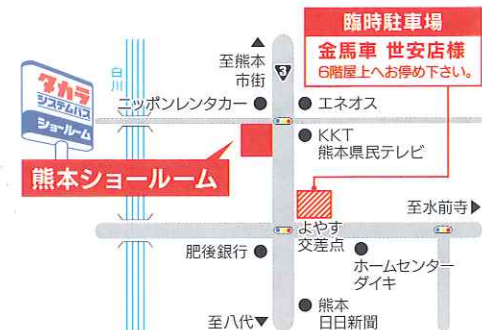 臨時駐車場
金馬車 世安店様
6階屋上へお停め下さい。
▲
至熊本
市街
3
白川
タカラ
システムバス
ショールーム
ニッポンレンタカー
エネオス
KKT
熊本県民テレビ
熊本ショールーム
至水前寺▶
よやす
交差点
肥後銀行
ホームセンター
ダイキ
熊本
日日新聞
至八代▼